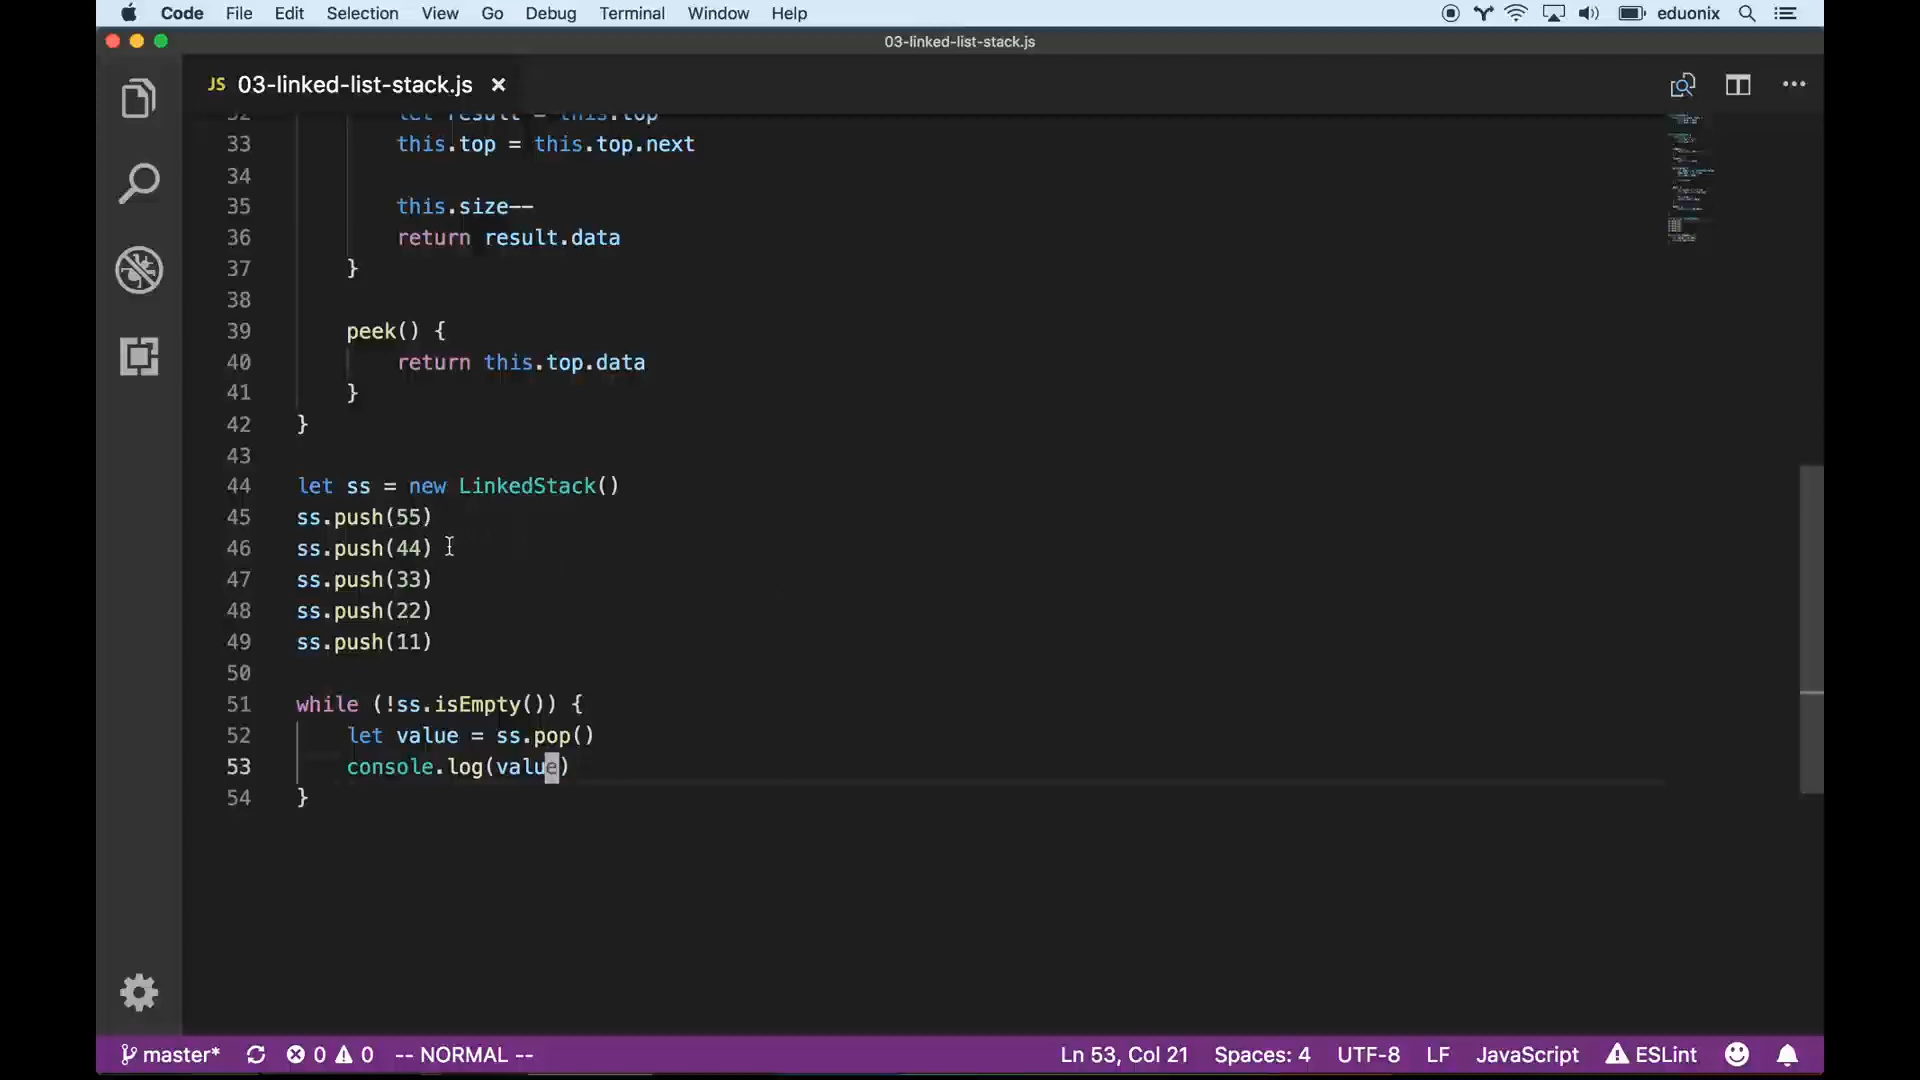 Code File Edit Selection View Go Debug Terminal Window Help eduonix
03-linked-list-stack.js
JS 03-linked-list-stack.js
32 let result = this.top
33 this.top = this.top.next
34
35 this.size--
36 return result.data
37 }
38
39 peek() {
40 return this.top.data
41 }
42 }
43
44 let ss = new LinkedStack()
45 ss.push(55)
46 ss.push(44)
47 ss.push(33)
48 ss.push(22)
49 ss.push(11)
50
51 while (!ss.isEmpty()) {
52 let value = ss.pop()
53 console.log(value)
54 }
master* 0 0 -- NORMAL -- Ln 53, Col 21 Spaces: 4 UTF-8 LF JavaScript ESLint